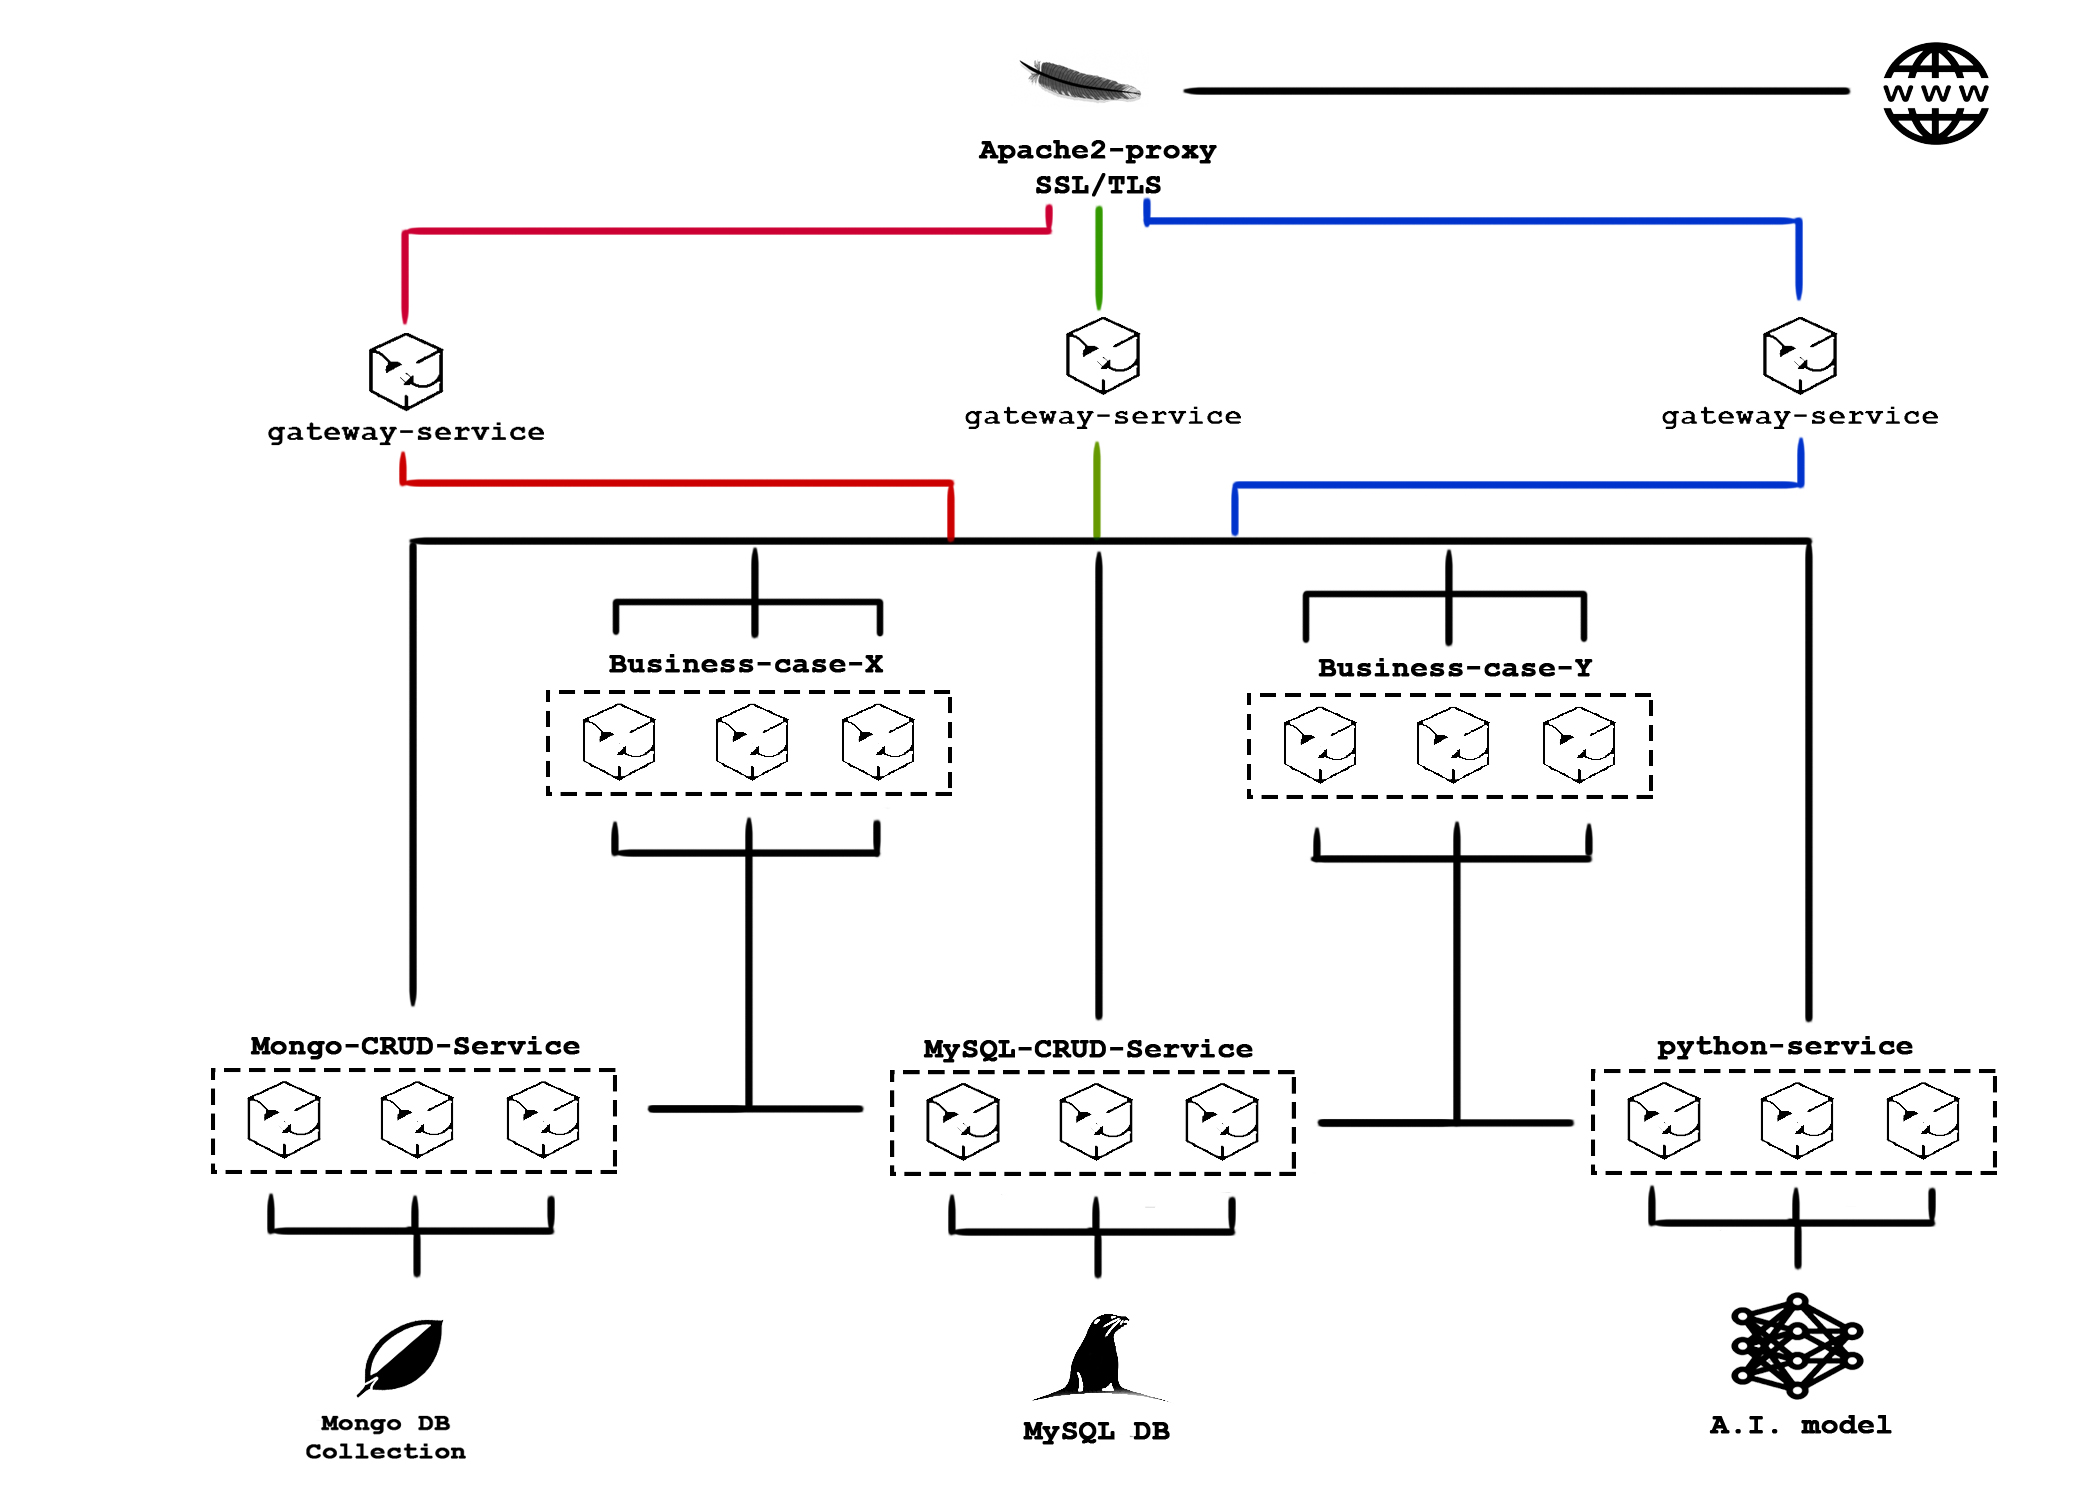 WWW
Apache2-proxy
SSL/TLS
gateway-service
gateway-service
gateway-service
Business-case-X
Business-case-Y
Mongo-CRUD-Service
MySQL-CRUD-Service
python-service
Mongo DB
Collection
MySQL DB
A.I. model